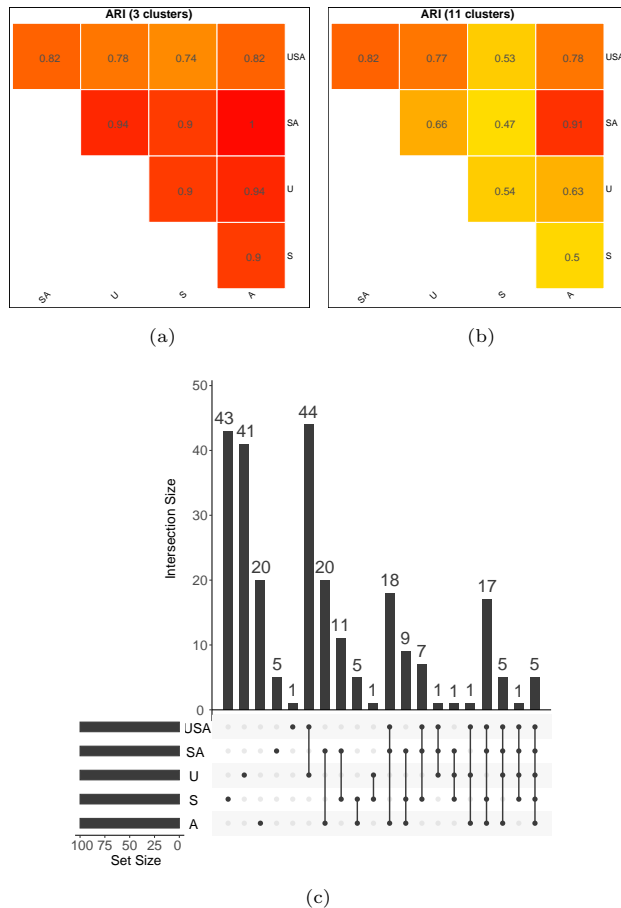 ARI (3 clusters)
0.82 0.78 0.74 0.82 USA
0.94 0.9 1 SA
0.9 0.94 U
0.9 S
SA U S A
(a)
ARI (11 clusters)
0.82 0.77 0.53 0.78 USA
0.66 0.47 0.91 SA
0.54 0.63 U
0.5 S
SA U S A
(b)
Intersection Size
50
40
30
20
10
0
43 41 20 5 1 44 20 11 5 1 18 9 7 1 1 1 17 5 1 5
USA
SA
U
S
A
100 75 50 25 0
Set Size
(c)